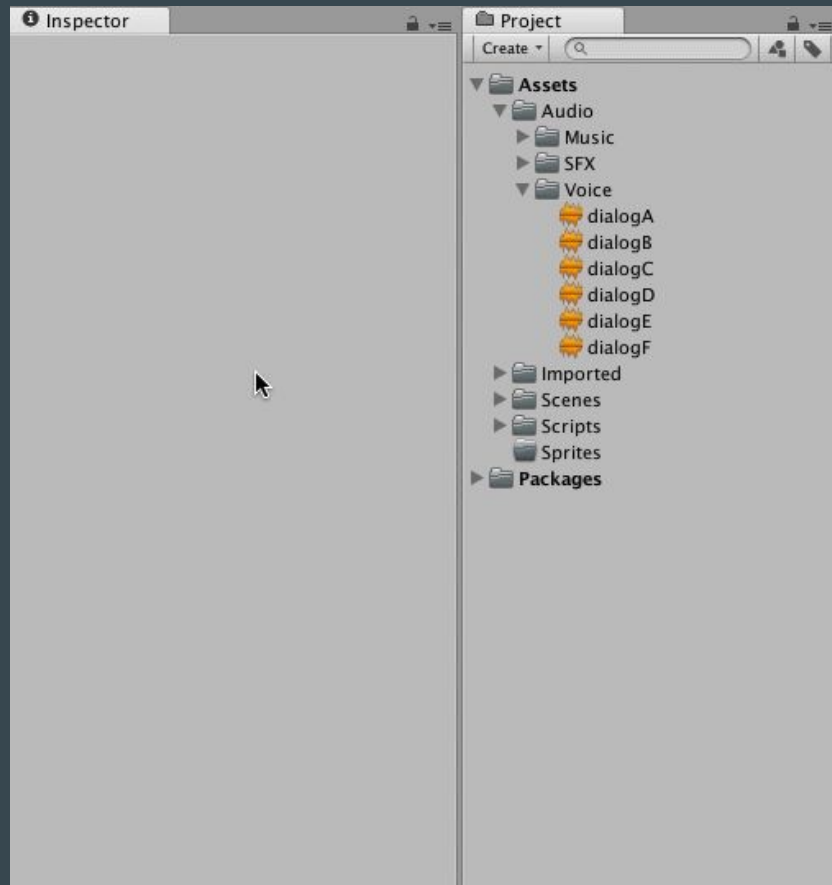 Inspector
Project
Create
Assets
Audio
Music
SFX
Voice
dialogA
dialogB
dialogC
dialogD
dialogE
dialogF
Imported
Scenes
Scripts
Sprites
Packages